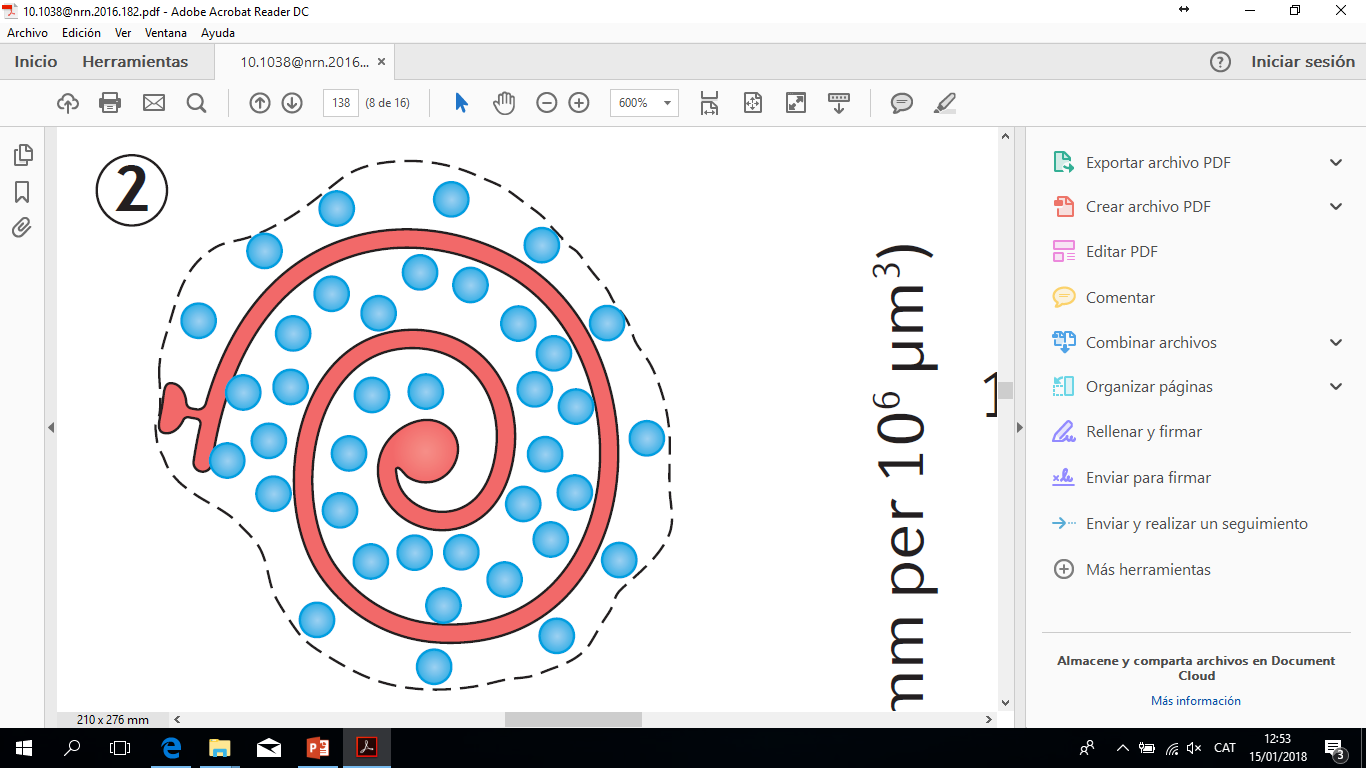 10.1038@nrn.2016.182.pdf - Adobe Acrobat Reader DC
Archivo Edición Ver Ventana Ayuda
Inicio Herramientas 10.1038@nrn.2016... × ? Iniciar sesión
138 (8 de 16) 600%
2
mm per 10⁶ µm³)
1
Exportar archivo PDF
Crear archivo PDF
Editar PDF
Comentar
Combinar archivos
Organizar páginas
Rellenar y firmar
Enviar para firmar
Enviar y realizar un seguimiento
Más herramientas
Almacene y comparta archivos en Document
Cloud
Más información
210 x 276 mm
CAT
12:53
15/01/2018
3